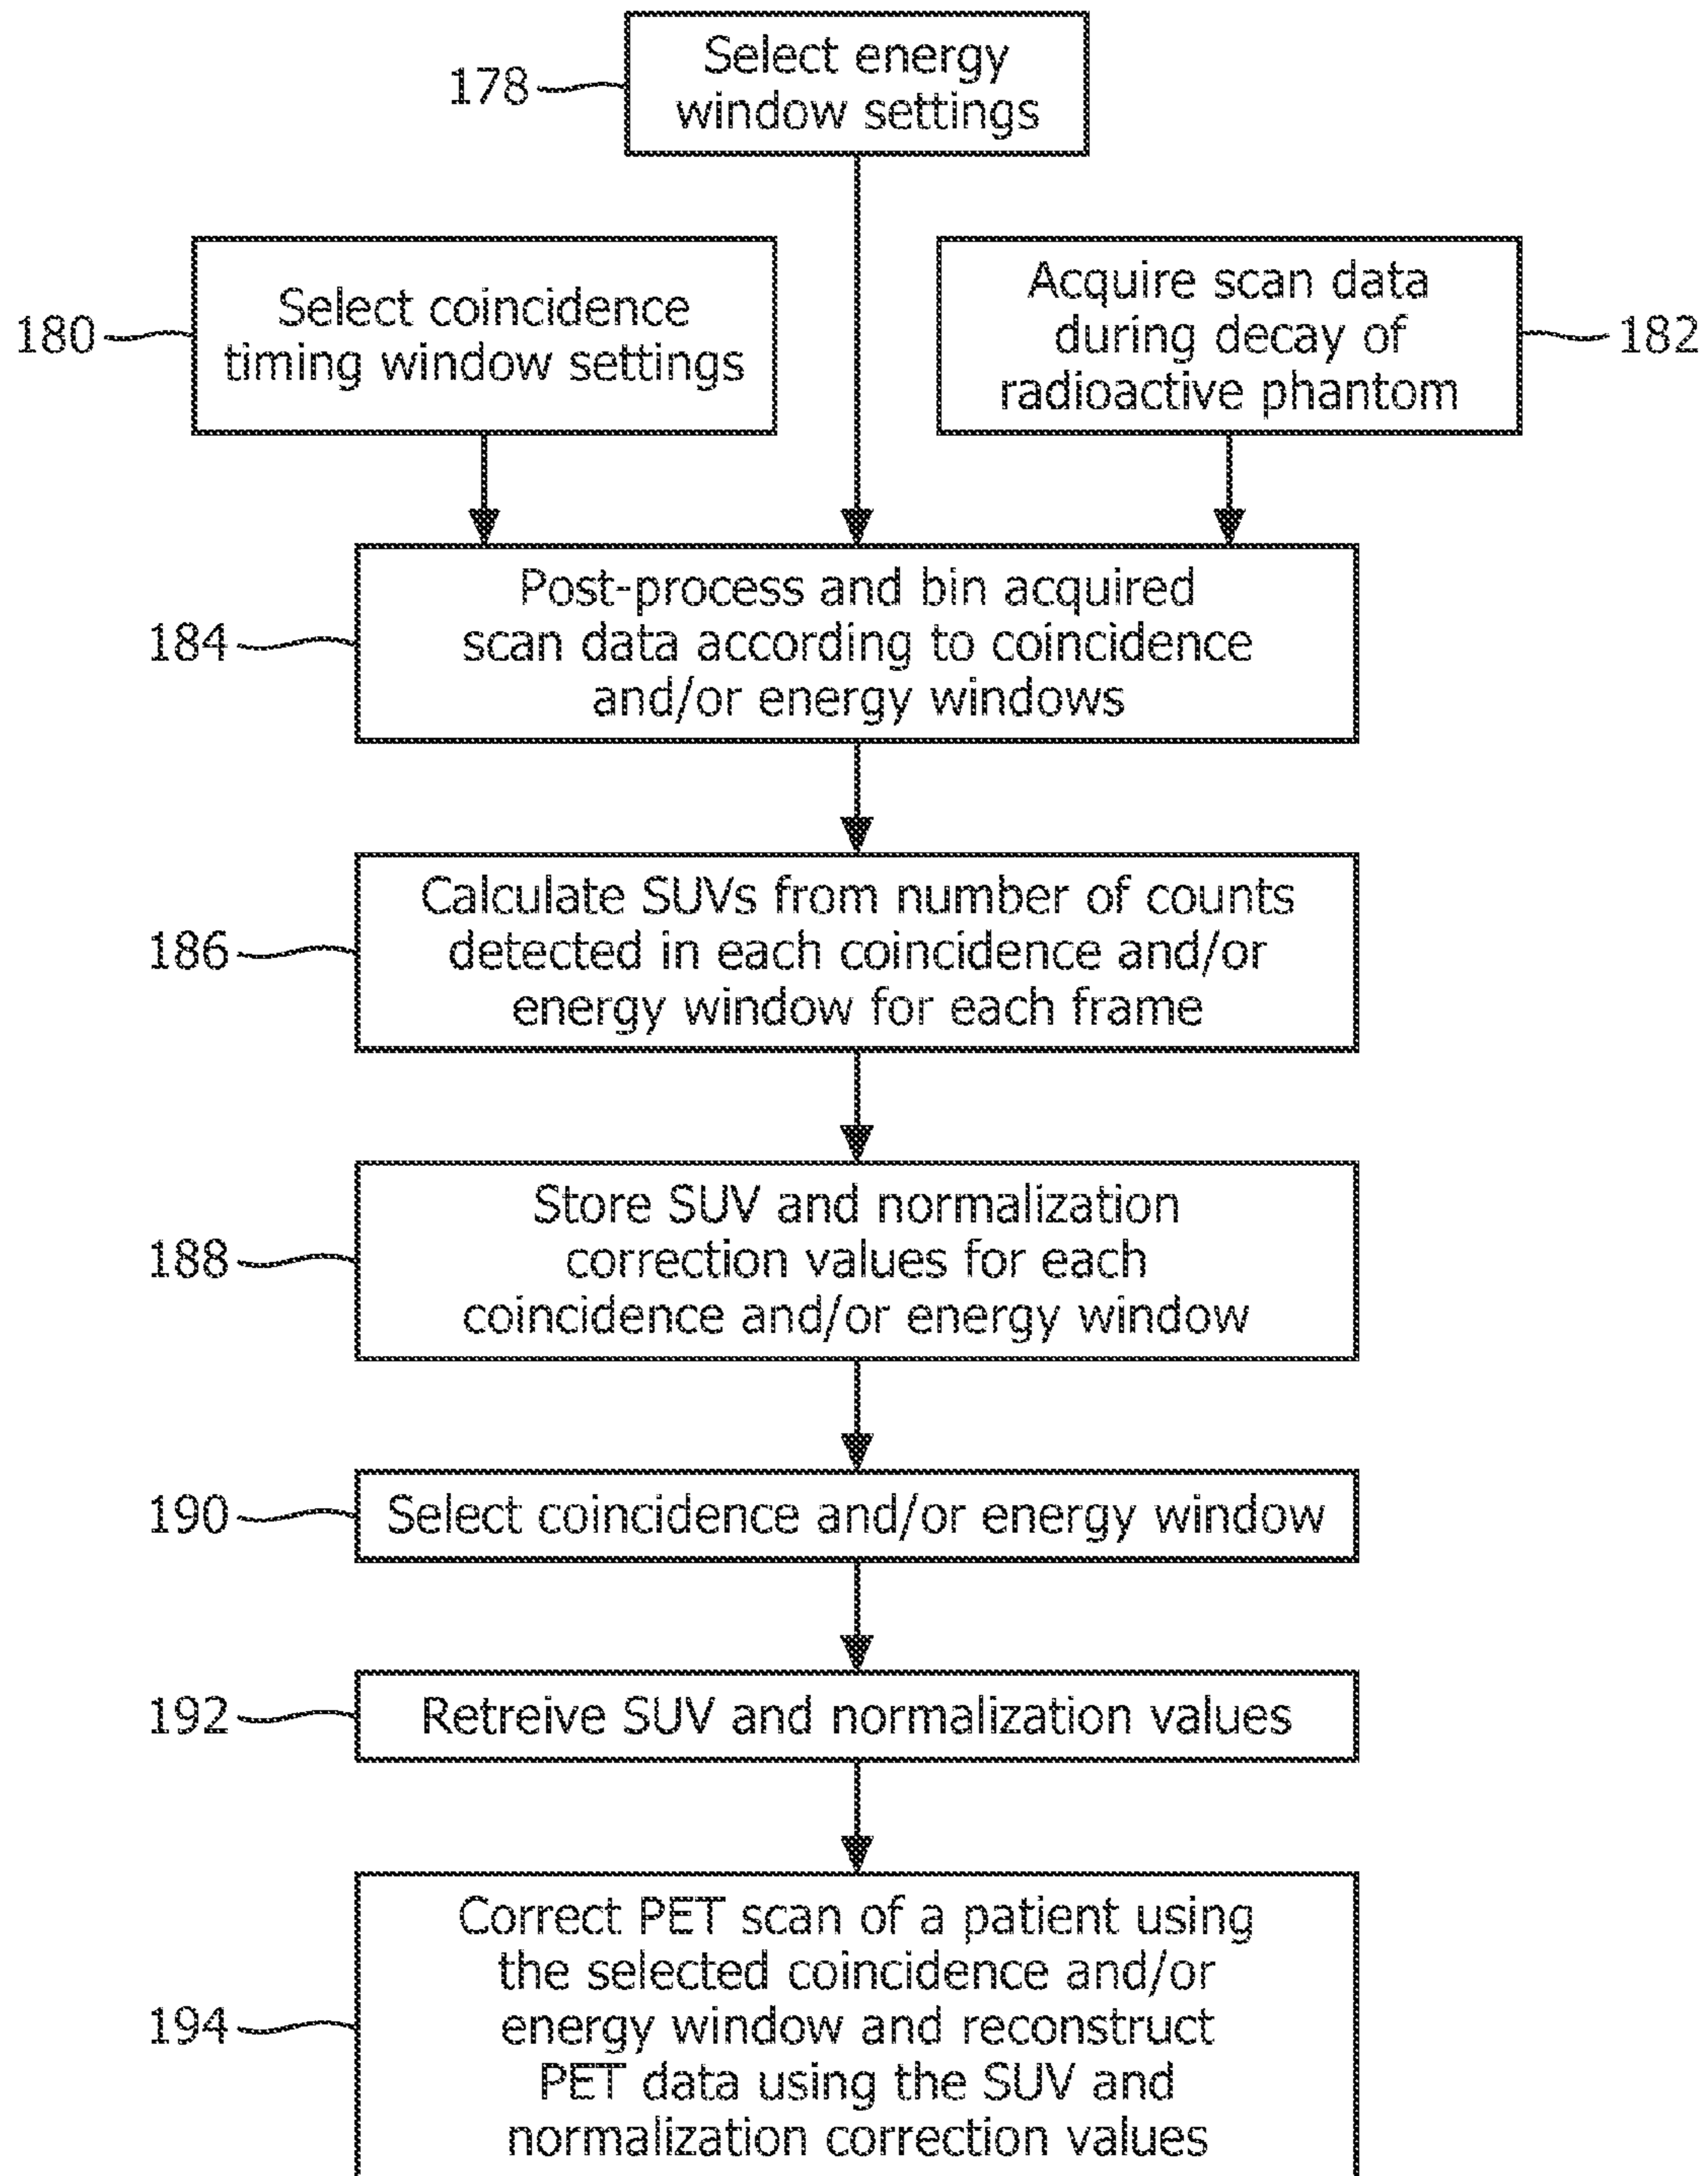 Select energy
178
window settings
Select coincidence
timing window settings
180
Acquire scan data
during decay of
radioactive phantom
182
Post-process and bin acquired
scan data according to coincidence
and/or energy windows
184
Calculate SUVs from number of counts
detected in each coincidence and/or
energy window for each frame
186
Store SUV and normalization
correction values for each
coincidence and/or energy window
188
190
Select coincidence and/or energy window
192
Retreive SUV and normalization values
Correct PET scan of a patient using
the selected coincidence and/or
energy window and reconstruct
PET data using the SUV and
normalization correction values
194